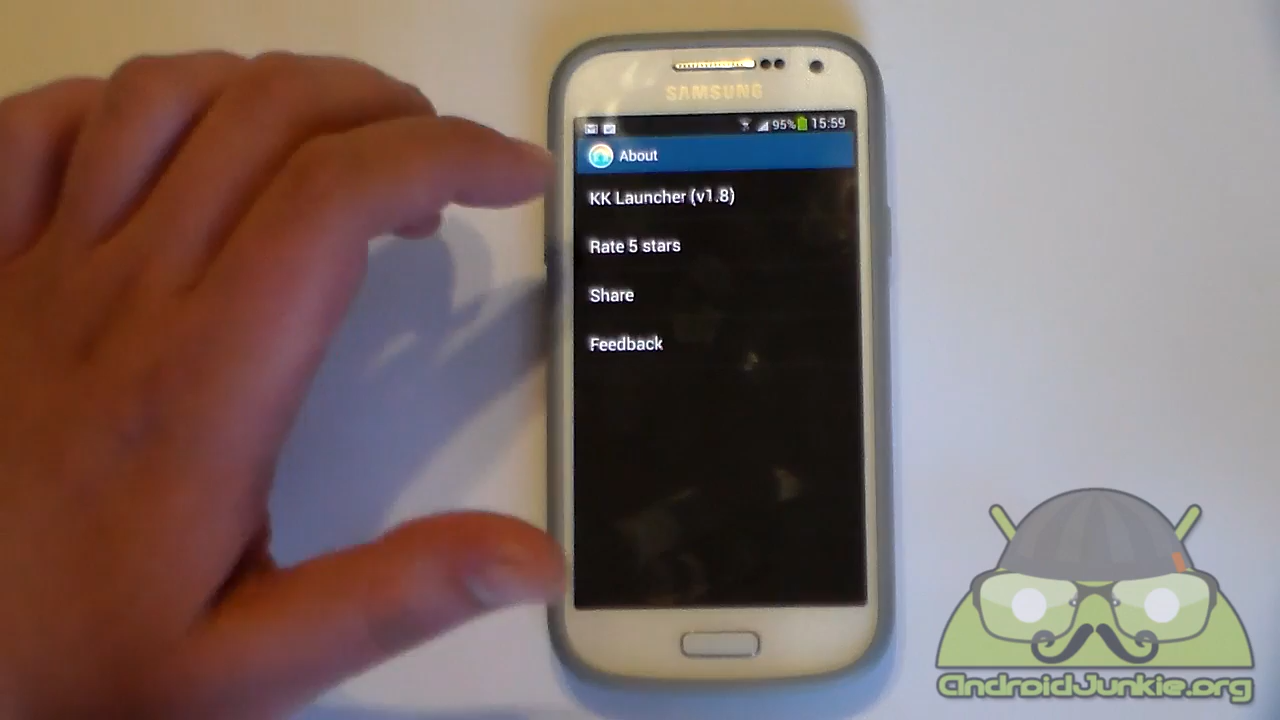 SAMSUNG
95% 15:59
About
KK Launcher (v1.8)
Rate 5 stars
Share
Feedback
AndroidJunkie.org